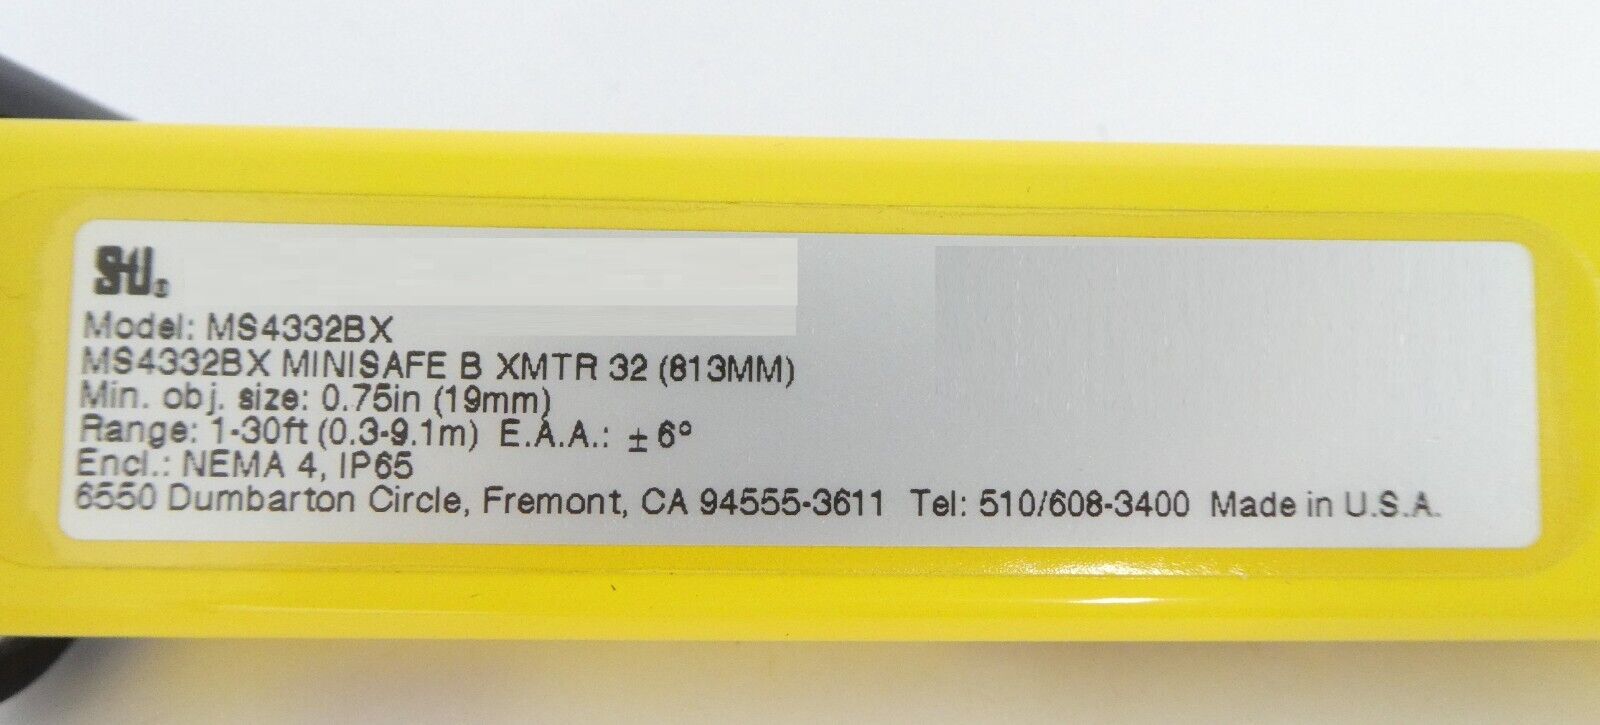 Model: MS4332BX
MS4332BX MINISAFE B XMTR 32 (813MM)
Min. obj. size: 0.75in (19mm)
Range: 1-30ft (0.3-9.1m) E.A.A.: ± 6°
Encl.: NEMA 4, IP65
6550 Dumbarton Circle, Fremont, CA 94555-3611 Tel: 510/608-3400 Made in U.S.A.